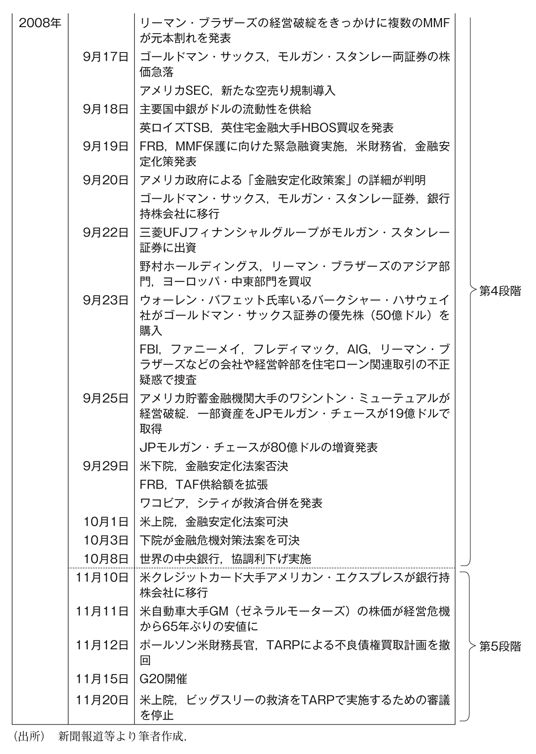 2008年 リーマン・ブラザーズの経営破綻をきっかけに複数のMMF
が元本割れを発表
9月17日 ゴールドマン・サックス，モルガン・スタンレー両証券の株
価急落
アメリカSEC，新たな空売り規制導入
9月18日 主要国中銀がドルの流動性を供給
英ロイズTSB，英住宅金融大手HBOS買収を発表
9月19日 FRB，MMF保護に向けた緊急融資実施，米財務省，金融安
定化策発表
9月20日 アメリカ政府による「金融安定化政策案」の詳細が判明
ゴールドマン・サックス，モルガン・スタンレー証券，銀行
持株会社に移行
9月22日 三菱UFJフィナンシャルグループがモルガン・スタンレー
証券に出資
野村ホールディングス，リーマン・ブラザーズのアジア部
門，ヨーロッパ・中東部門を買収
9月23日 ウォーレン・バフェット氏率いるバークシャー・ハサウェイ
社がゴールドマン・サックス証券の優先株（50億ドル）を
購入
FBI，ファニーメイ，フレディマック，AIG，リーマン・ブ
ラザーズなどの会社や経営幹部を住宅ローン関連取引の不正
疑惑で捜査
9月25日 アメリカ貯蓄金融機関大手のワシントン・ミューテュアルが
経営破綻．一部資産をJPモルガン・チェースが19億ドルで
取得
JPモルガン・チェースが80億ドルの増資発表
9月29日 米下院，金融安定化法案否決
FRB，TAF供給額を拡張
ワコビア，シティが救済合併を発表
10月1日 米上院，金融安定化法案可決
10月3日 下院が金融危機対策法案を可決
10月8日 世界の中央銀行，協調利下げ実施
第4段階
11月10日 米クレジットカード大手アメリカン・エクスプレスが銀行持
株会社に移行
11月11日 米自動車大手GM（ゼネラルモーターズ）の株価が経営危機
から65年ぶりの安値に
11月12日 ポールソン米財務長官，TARPによる不良債権買取計画を撤
回
11月15日 G20開催
11月20日 米上院，ビッグスリーの救済をTARPで実施するための審議
を停止
第5段階
（出所） 新聞報道等より筆者作成．